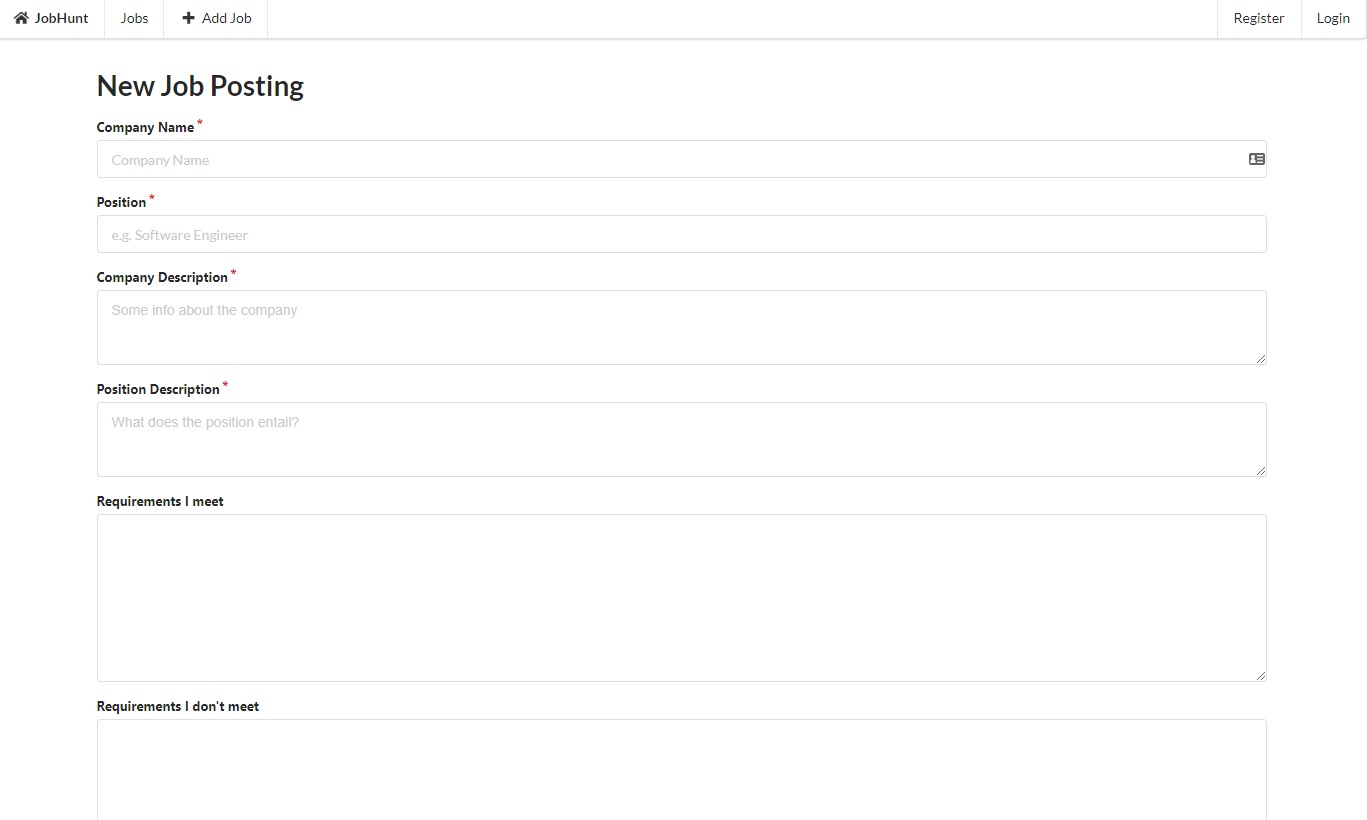 JobHunt Jobs Add Job Register Login
New Job Posting
Company Name *
Company Name
Position *
e.g. Software Engineer
Company Description *
Some info about the company
Position Description *
What does the position entail?
Requirements I meet
Requirements I don't meet